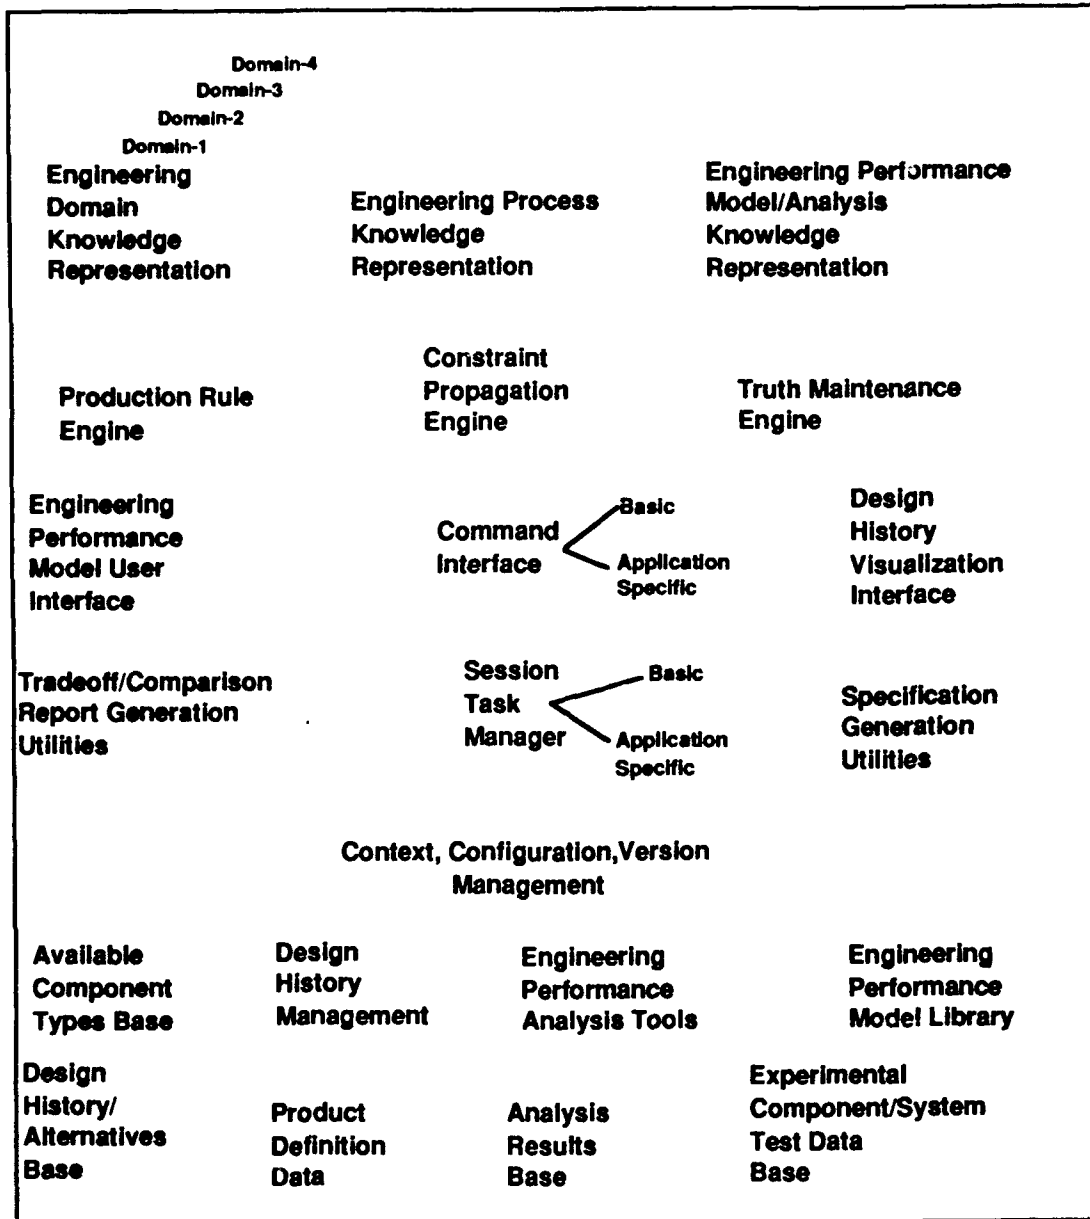 Domain-4
Domain-3
Domain-2
Domain-1
Engineering
Domain
Knowledge
Representation
Engineering Process
Knowledge
Representation
Engineering Performance
Model/Analysis
Knowledge
Representation
Production Rule
Engine
Constraint
Propagation
Engine
Truth Maintenance
Engine
Engineering
Performance
Model User
Interface
Command
Interface
Basic
Application
Specific
Design
History
Visualization
Interface
Tradeoff/Comparison
Report Generation
Utilities
Session
Task
Manager
Basic
Application
Specific
Specification
Generation
Utilities
Context, Configuration,Version
Management
Available
Component
Types Base
Design
History
Management
Engineering
Performance
Analysis Tools
Engineering
Performance
Model Library
Design
History/
Alternatives
Base
Product
Definition
Data
Analysis
Results
Base
Experimental
Component/System
Test Data
Base